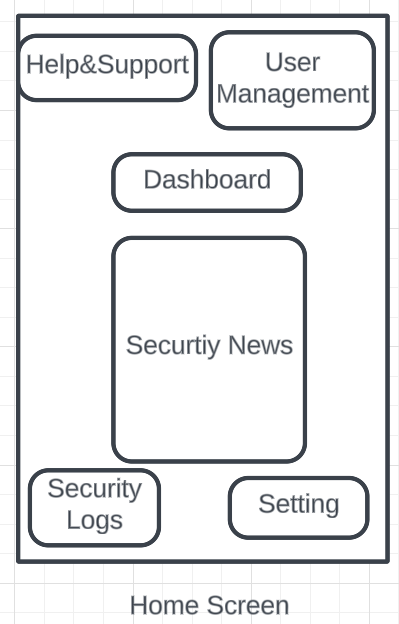 Help&Support
User
Management
Dashboard
Securtiy News
Security
Logs
Setting
Home Screen